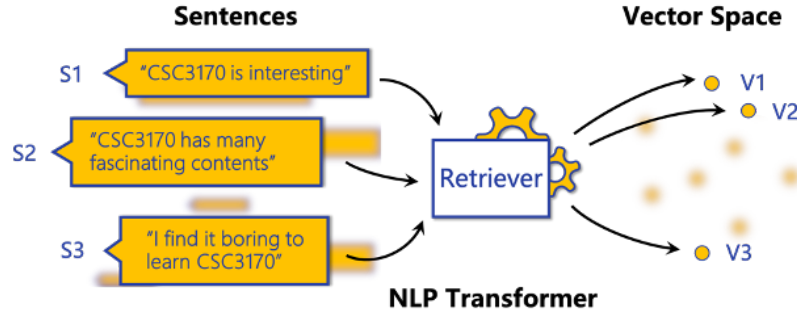 Sentences
Vector Space
S1
"CSC3170 is interesting"
S2
"CSC3170 has many
fascinating contents"
S3
"I find it boring to
learn CSC3170"
Retriever
NLP Transformer
V1
V2
V3